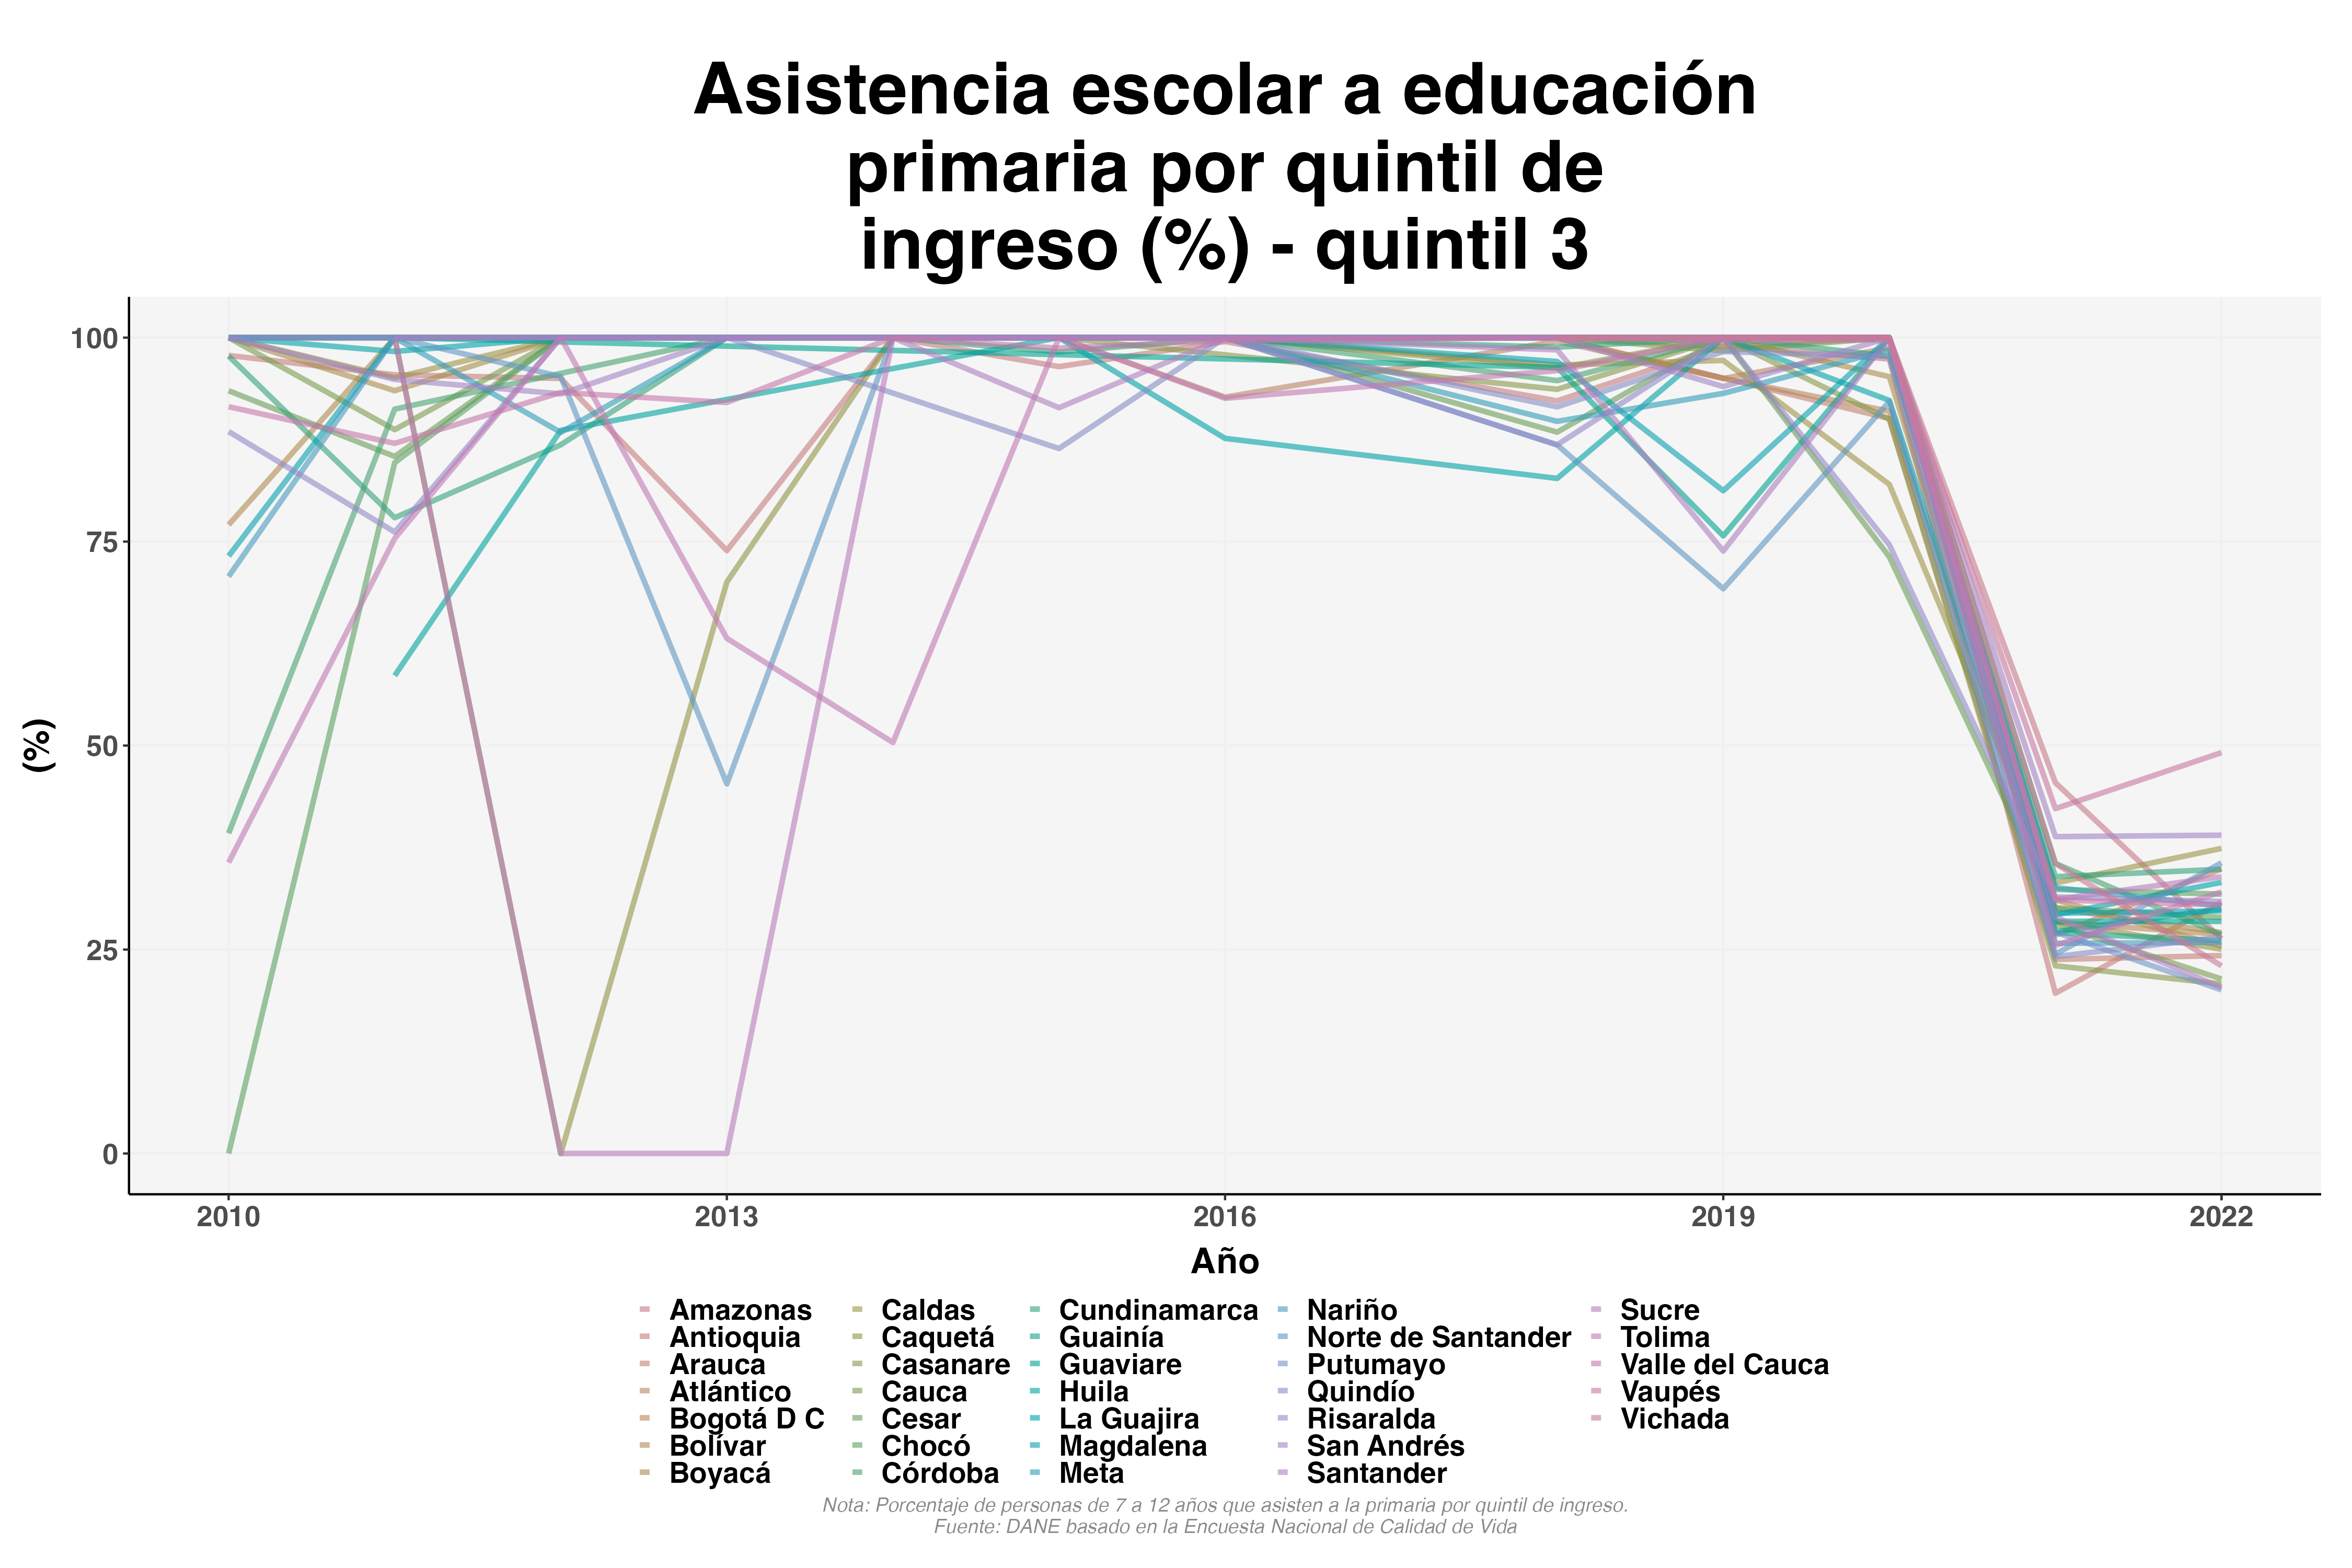 Asistencia escolar a educación
primaria por quintil de
ingreso (%) - quintil 3
100
75
50
25
0
(%)
2010 2013 2016 2019 2022
Año
Amazonas Caldas Cundinamarca Nariño Sucre
Antioquia Caquetá Guainía Norte de Santander Tolima
Arauca Casanare Guaviare Putumayo Valle del Cauca
Atlántico Cauca Huila Quindío Vaupés
Bogotá D C Cesar La Guajira Risaralda Vichada
Bolívar Chocó Magdalena San Andrés
Boyacá Córdoba Meta Santander
Nota: Porcentaje de personas de 7 a 12 años que asisten a la primaria por quintil de ingreso.
Fuente: DANE basado en la Encuesta Nacional de Calidad de Vida